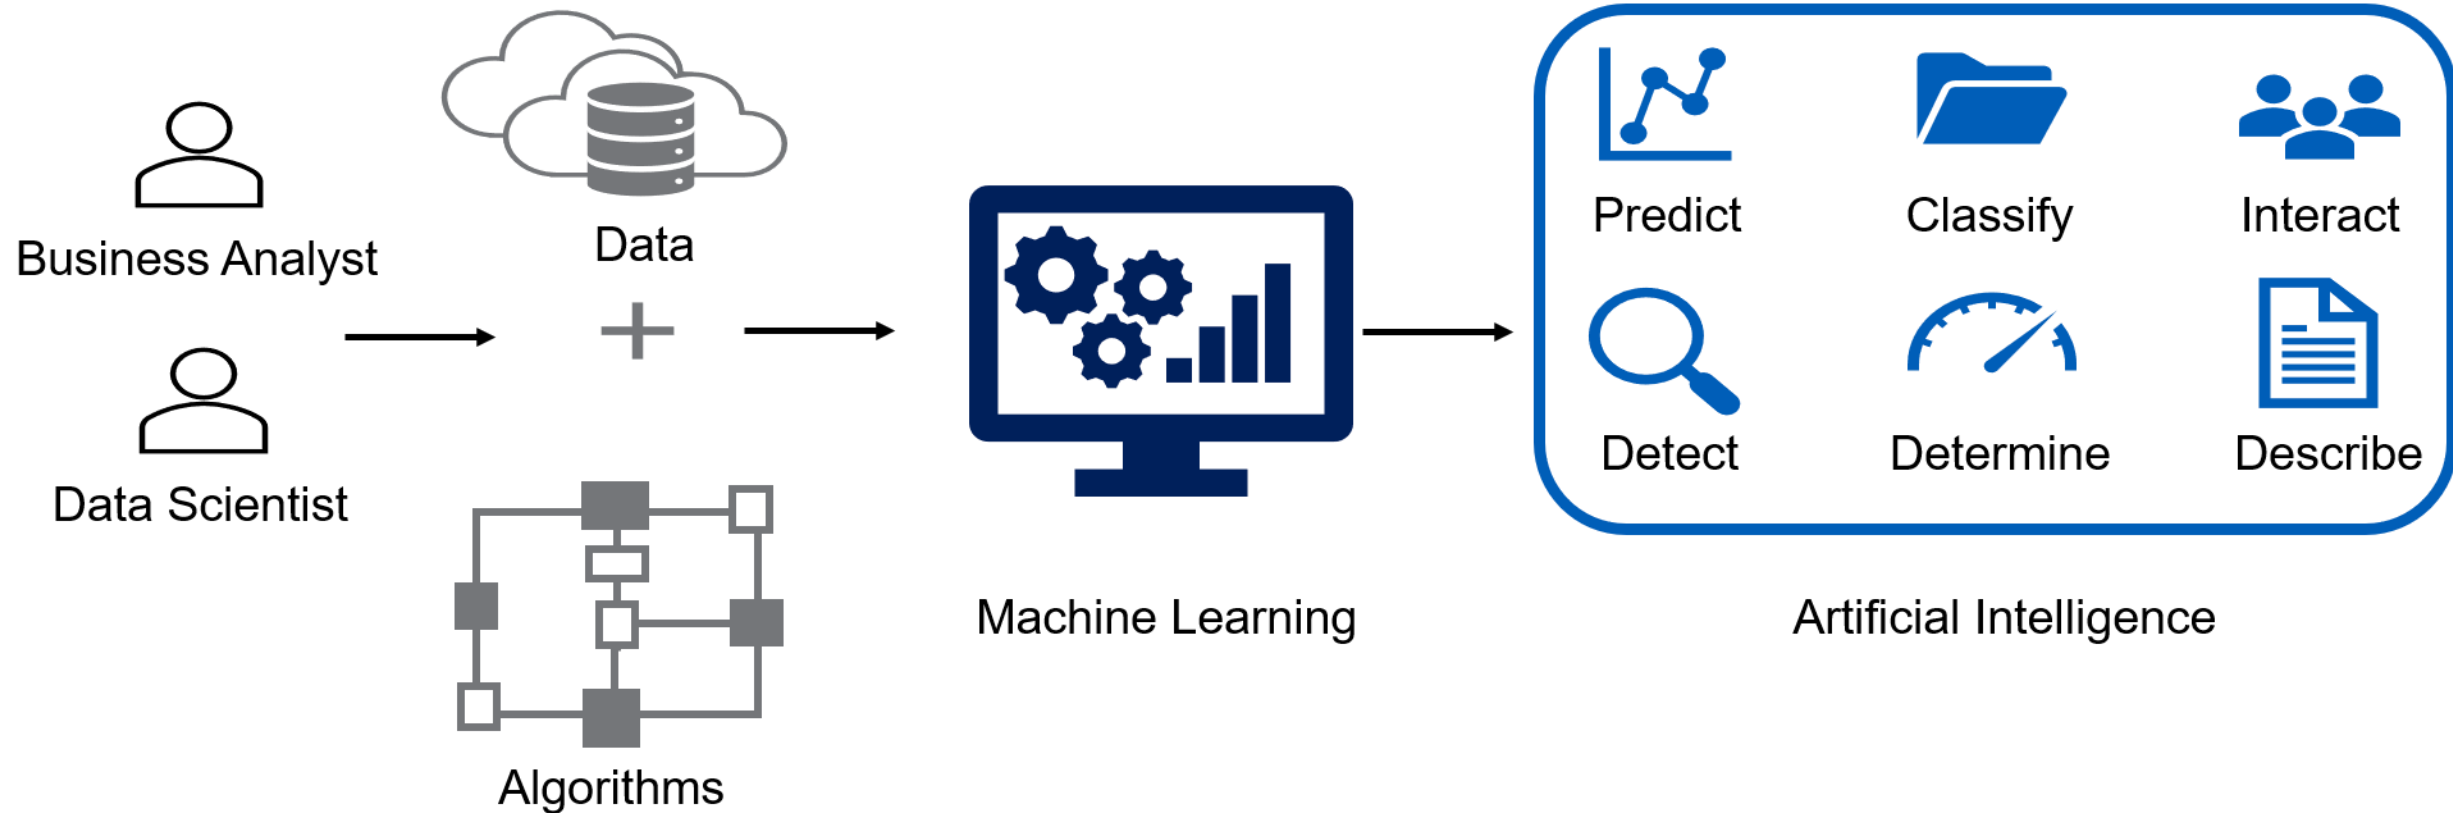 Business Analyst
Data Scientist
Data
Algorithms
Machine Learning
Predict
Classify
Interact
Detect
Determine
Describe
Artificial Intelligence